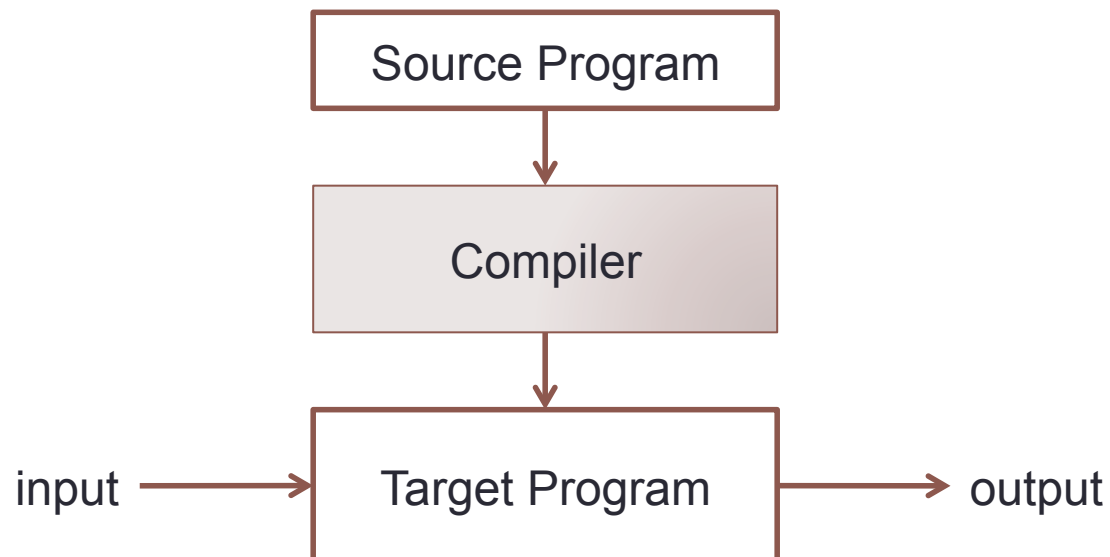 Source Program
Compiler
input
Target Program
output